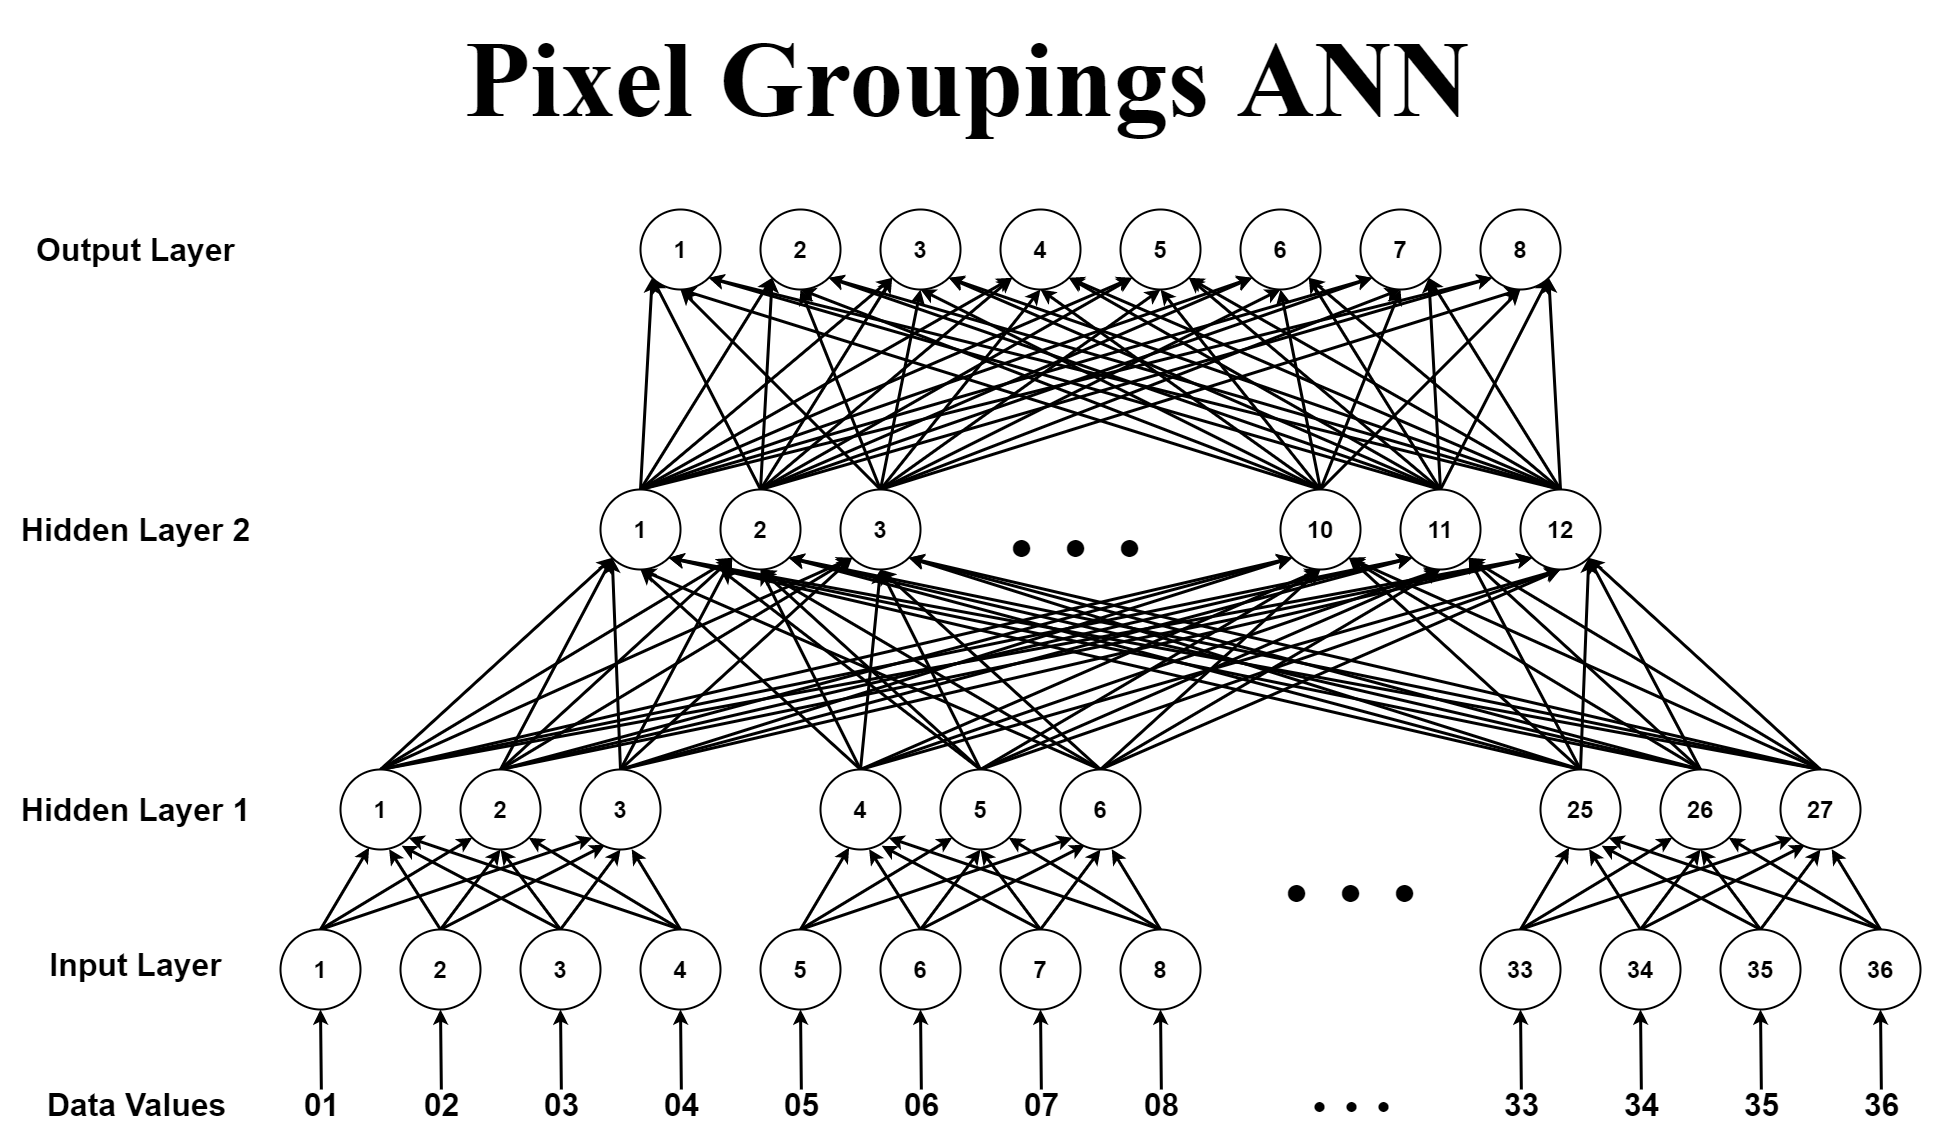 Pixel Groupings ANN
Output Layer 1 2 3 4 5 6 7 8
Hidden Layer 2 1 2 3 • • • 10 11 12
Hidden Layer 1 1 2 3 4 5 6 25 26 27
• • •
Input Layer 1 2 3 4 5 6 7 8 33 34 35 36
Data Values 01 02 03 04 05 06 07 08 • • • 33 34 35 36